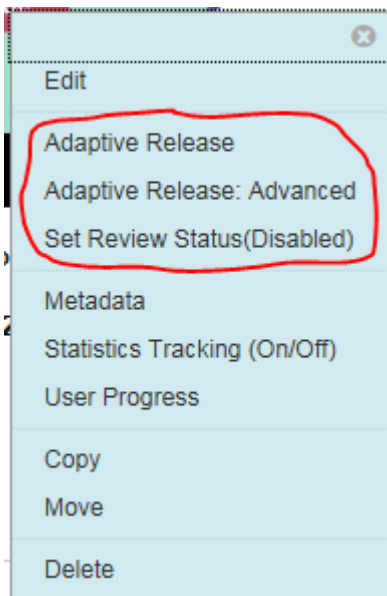 Edit
Adaptive Release
Adaptive Release: Advanced
Set Review Status(Disabled)
Metadata
Statistics Tracking (On/Off)
User Progress
Copy
Move
Delete